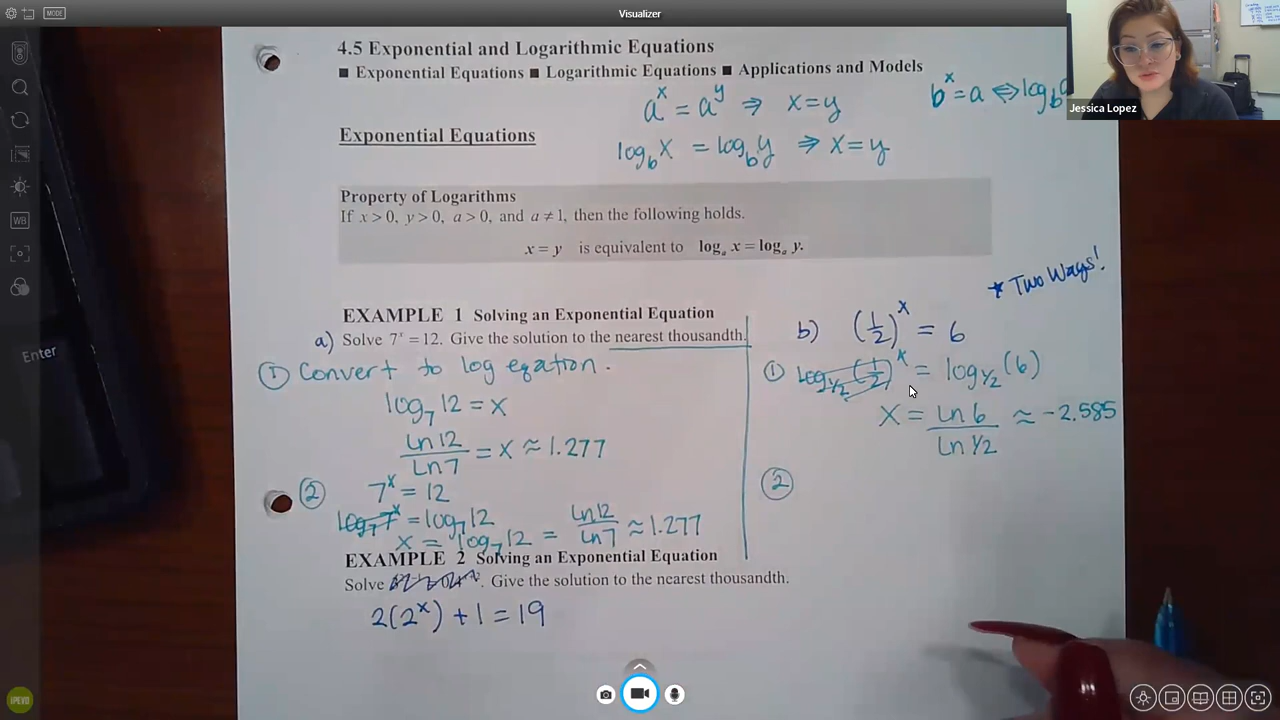 MODE
Visualizer
4.5 Exponential and Logarithmic Equations
■ Exponential Equations ■ Logarithmic Equations ■ Applications and Models
a^x = a^y ⇒ x=y
b^x = a ⇔ log_b
Jessica Lopez
Exponential Equations
log_b x = log_b y ⇒ x=y
Property of Logarithms
If x > 0, y > 0, a > 0, and a ≠ 1, then the following holds.
x = y is equivalent to log_a x = log_a y.
* Two Ways!
EXAMPLE 1 Solving an Exponential Equation
a) Solve 7^x = 12. Give the solution to the nearest thousandth.
① Convert to log eqation.
log_7 12 = x
ln 12 / ln 7 = x ≈ 1.277
② 7^x = 12
log_7 7^x = log_7 12
x = log_7 12 = ln12 / ln7 ≈ 1.277
b) (1/2)^x = 6
① log_1/2 (1/2)^x = log_1/2 (6)
x = ln 6 / ln 1/2 ≈ -2.585
②
EXAMPLE 2 Solving an Exponential Equation
Solve . Give the solution to the nearest thousandth.
2(2^x) + 1 = 19
Enter
WB
iPEVO